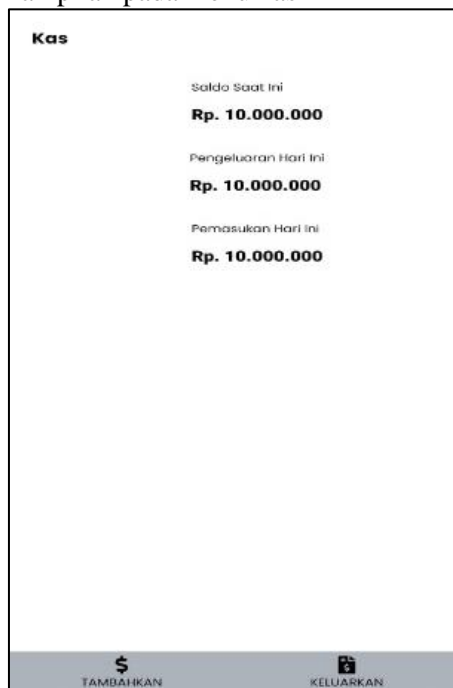 Kas
Saldo Saat Ini
Rp. 10.000.000
Pengeluaran Hari Ini
Rp. 10.000.000
Pemasukan Hari Ini
Rp. 10.000.000
$
TAMBAHKAN KELUARKAN